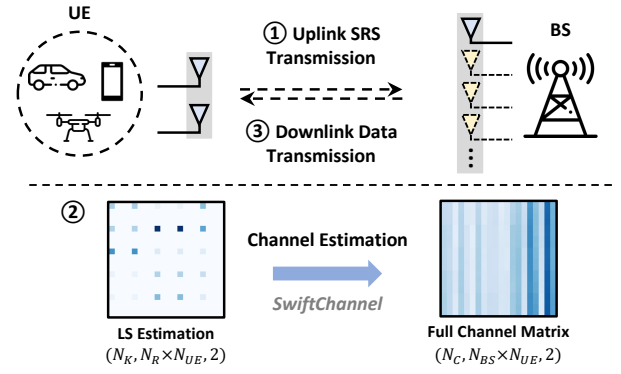 UE
① Uplink SRS
Transmission
BS
③ Downlink Data
Transmission
②
Channel Estimation
SwiftChannel
LS Estimation
(N_K, N_R×N_UE, 2)
Full Channel Matrix
(N_C, N_BS×N_UE, 2)